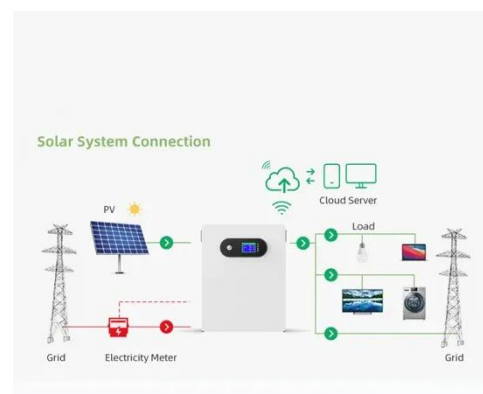 Solar System Connection
Cloud Server
PV
Load
Grid
Electricity Meter
Grid